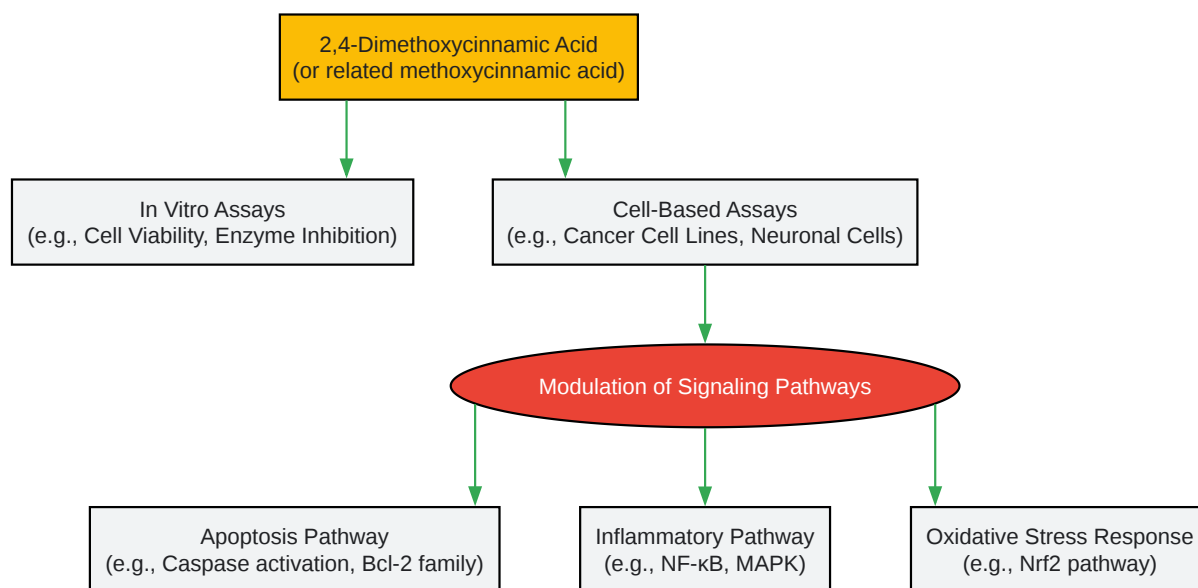 2,4-Dimethoxycinnamic Acid
(or related methoxycinnamic acid)
In Vitro Assays
(e.g., Cell Viability, Enzyme Inhibition)
Cell-Based Assays
(e.g., Cancer Cell Lines, Neuronal Cells)
Modulation of Signaling Pathways
Apoptosis Pathway
(e.g., Caspase activation, Bcl-2 family)
Inflammatory Pathway
(e.g., NF-κB, MAPK)
Oxidative Stress Response
(e.g., Nrf2 pathway)